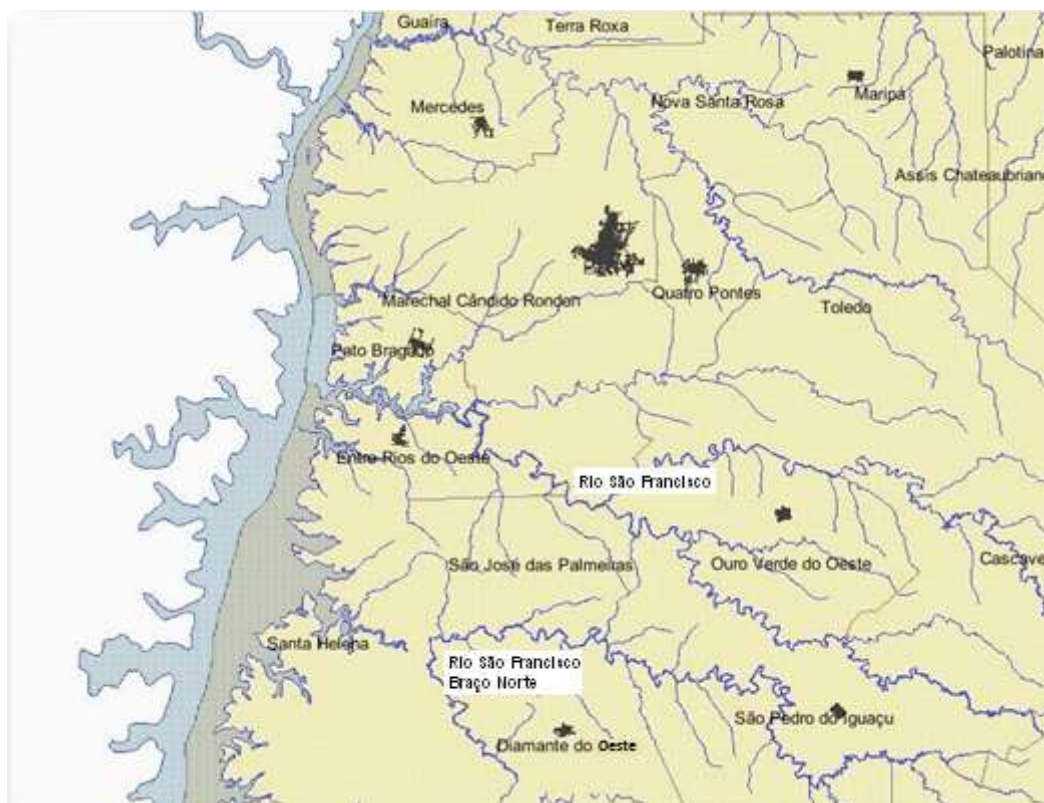 Guaíra
Terra Roxa
Palotina
Maripá
Mercedes
Nova Santa Rosa
Assis Chateaubriand
Quatro Pontes
Marechal Cândido Rondon
Toledo
Pato Bragado
Entre Rios do Oeste
Rio São Francisco
São José das Palmeiras
Ouro Verde do Oeste
Cascave
Santa Helena
Rio São Francisco
Braço Norte
São Pedro do Iguaçu
Diamante do Oeste